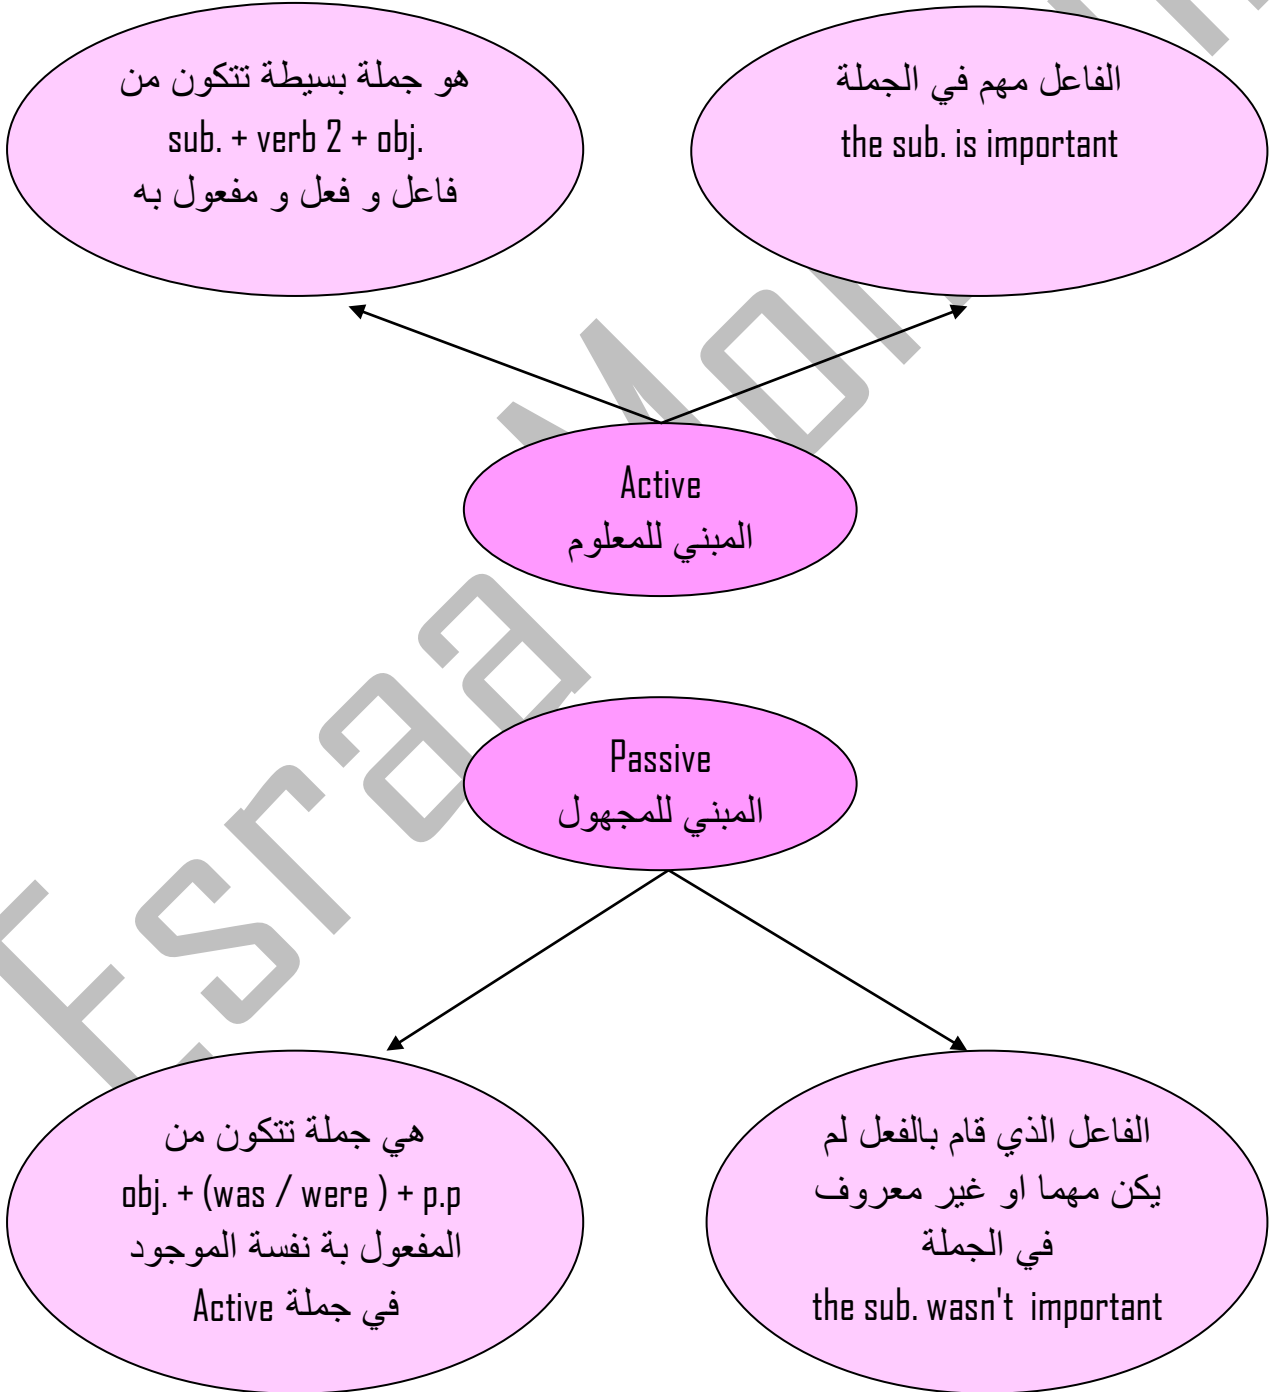 هو جملة بسيطة تتكون من
sub. + verb 2 + obj.
فاعل و فعل و مفعول به
الفاعل مهم في الجملة
the sub. is important
Active
المبني للمعلوم
Passive
المبني للمجهول
هي جملة تتكون من
obj. + (was / were ) + p.p
المفعول بة نفسة الموجود
في جملة Active
الفاعل الذي قام بالفعل لم
يكن مهما او غير معروف
في الجملة
the sub. wasn't important
Esraa